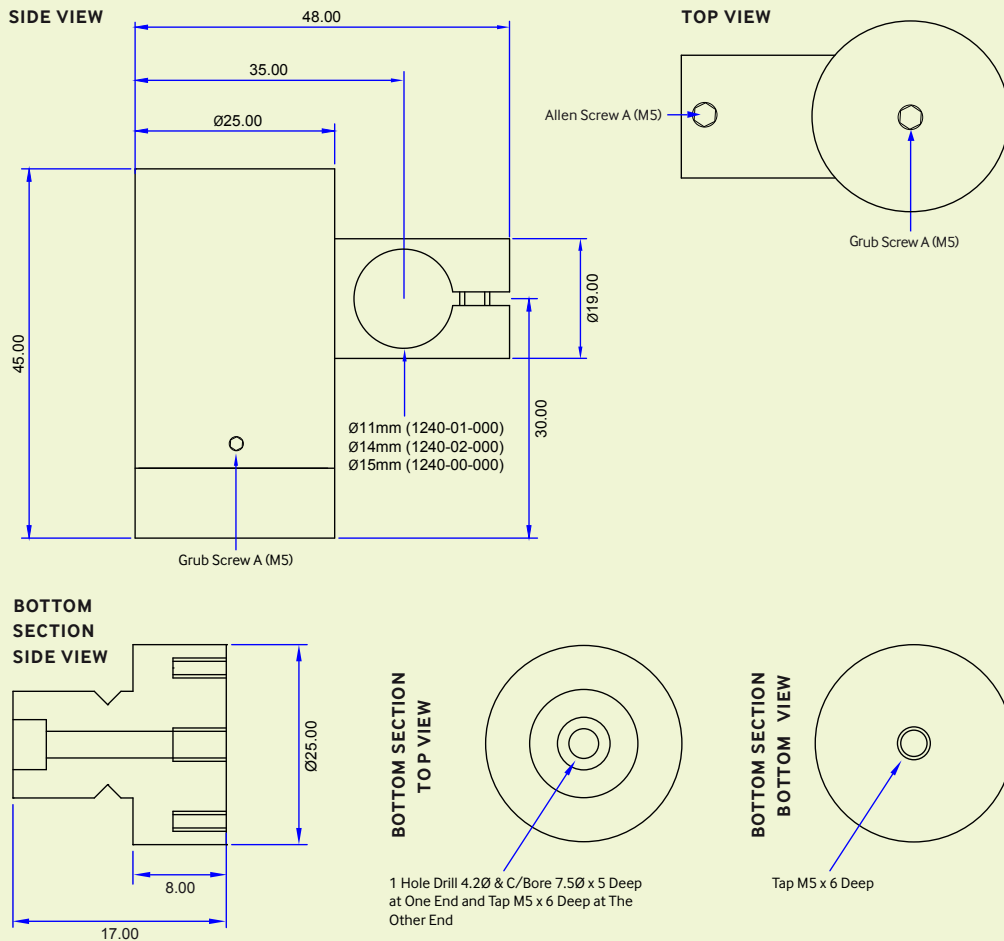 SIDE VIEW
48.00
TOP VIEW
35.00
Ø25.00
Allen Screw A (M5)
Grub Screw A (M5)
45.00
Ø19.00
30.00
Ø11mm (1240-01-000)
Ø14mm (1240-02-000)
Ø15mm (1240-00-000)
Grub Screw A (M5)
BOTTOM
SECTION
SIDE VIEW
Ø25.00
8.00
17.00
BOTTOM SECTION
TOP VIEW
1 Hole Drill 4.2Ø & C/Bore 7.5Ø x 5 Deep
at One End and Tap M5 x 6 Deep at The
Other End
BOTTOM SECTION
BOTTOM VIEW
Tap M5 x 6 Deep